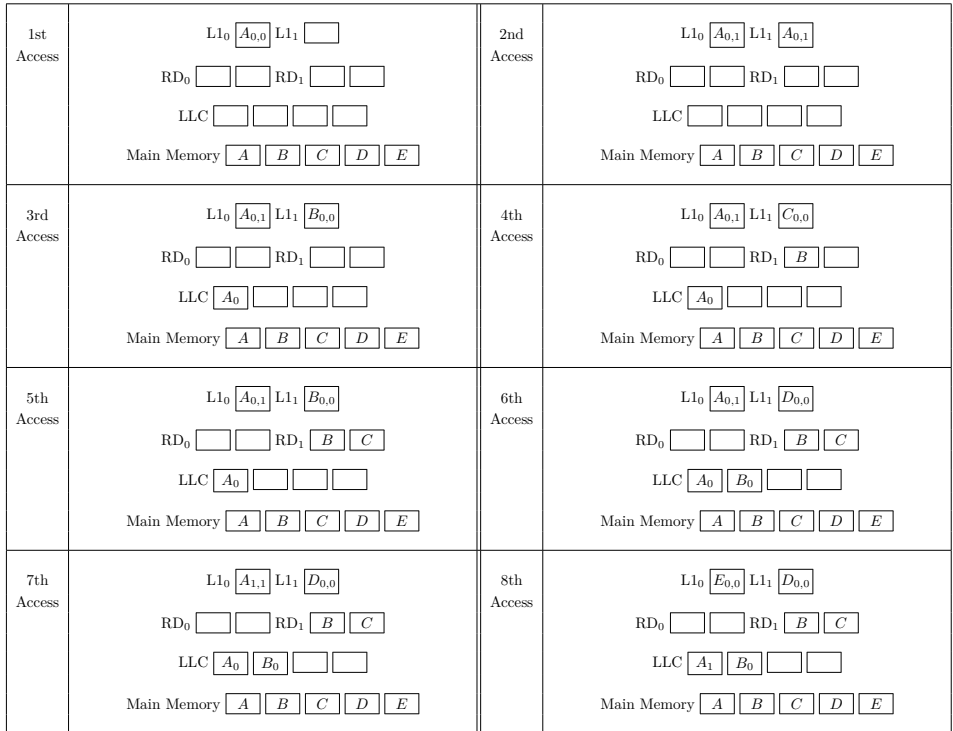 1st Access
L1₀ A₀,₀ L1₁
RD₀ RD₁
LLC
Main Memory A B C D E
2nd Access
L1₀ A₀,₁ L1₁ A₀,₁
RD₀ RD₁
LLC
Main Memory A B C D E
3rd Access
L1₀ A₀,₁ L1₁ B₀,₀
RD₀ RD₁
LLC A₀
Main Memory A B C D E
4th Access
L1₀ A₀,₁ L1₁ C₀,₀
RD₀ RD₁ B
LLC A₀
Main Memory A B C D E
5th Access
L1₀ A₀,₁ L1₁ B₀,₀
RD₀ RD₁ B C
LLC A₀
Main Memory A B C D E
6th Access
L1₀ A₀,₁ L1₁ D₀,₀
RD₀ RD₁ B C
LLC A₀ B₀
Main Memory A B C D E
7th Access
L1₀ A₁,₁ L1₁ D₀,₀
RD₀ RD₁ B C
LLC A₀ B₀
Main Memory A B C D E
8th Access
L1₀ E₀,₀ L1₁ D₀,₀
RD₀ RD₁ B C
LLC A₁ B₀
Main Memory A B C D E